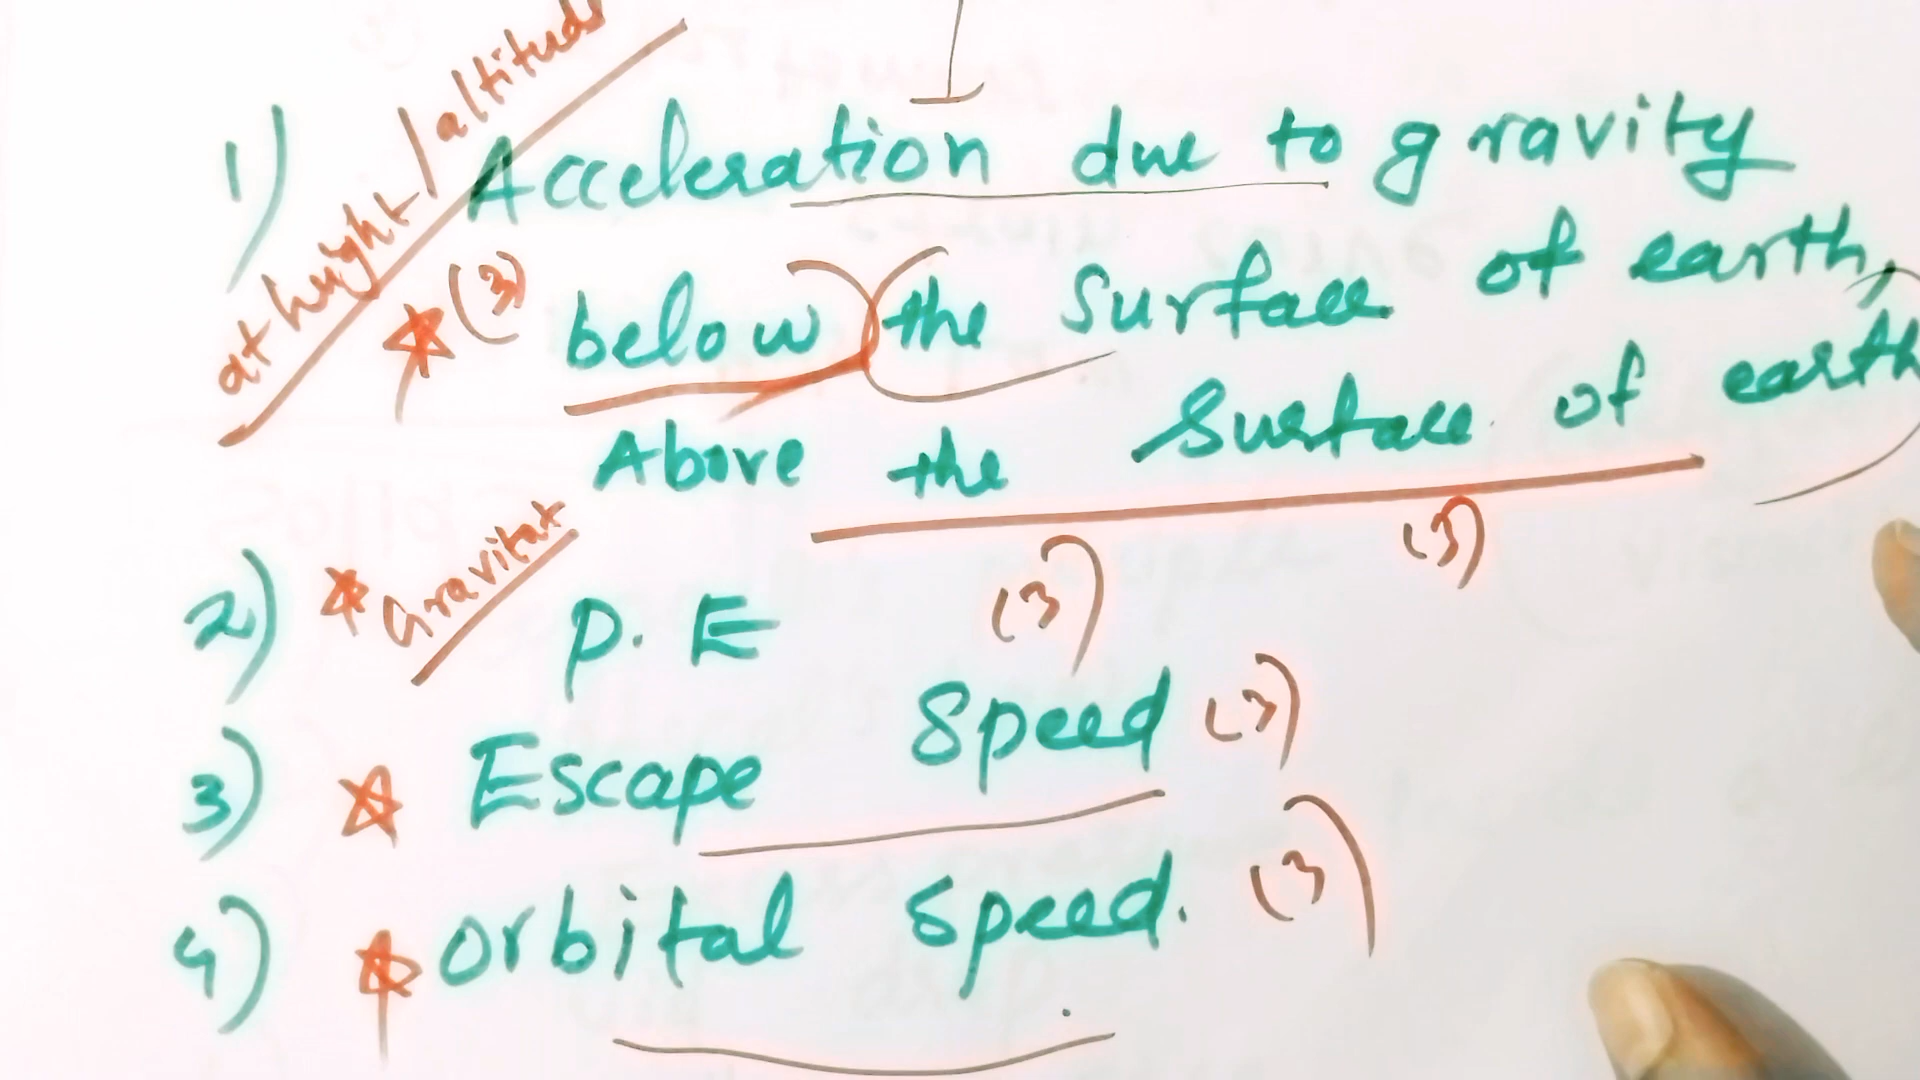 at height / altitude
1) Acceleration due to gravity
(3) below the surface of earth,
Above the surface of earth
(3)
2) Gravitat P.E (3)
3) Escape Speed (3)
4) Orbital Speed. (3)